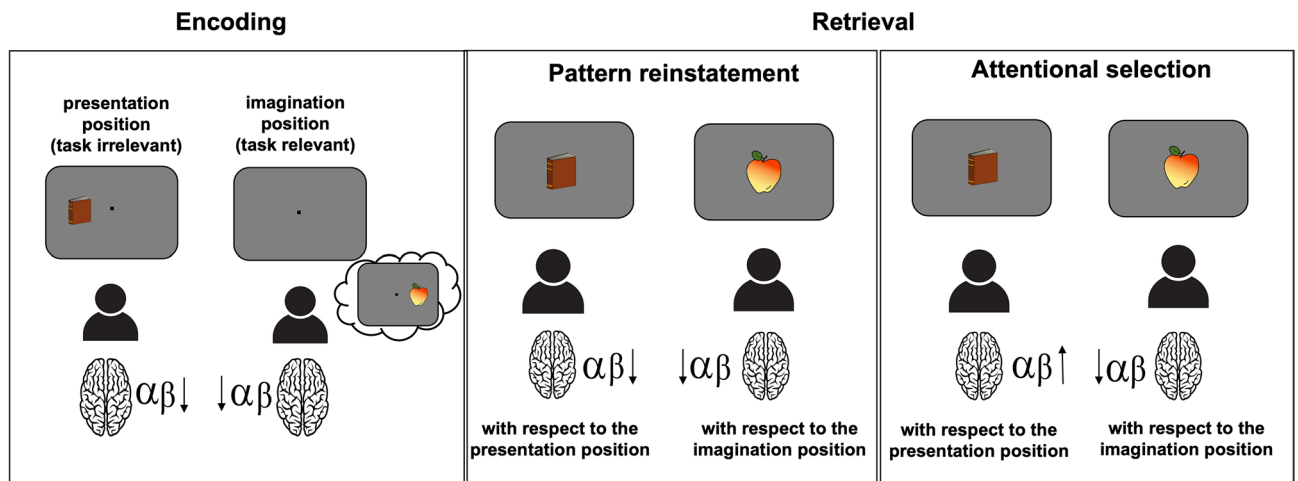 Encoding
Retrieval
presentation
position
(task irrelevant)
imagination
position
(task relevant)
αβ↓
↓αβ
Pattern reinstatement
αβ↓
↓αβ
with respect to the
presentation position
with respect to the
imagination position
Attentional selection
αβ↑
↓αβ
with respect to the
presentation position
with respect to the
imagination position